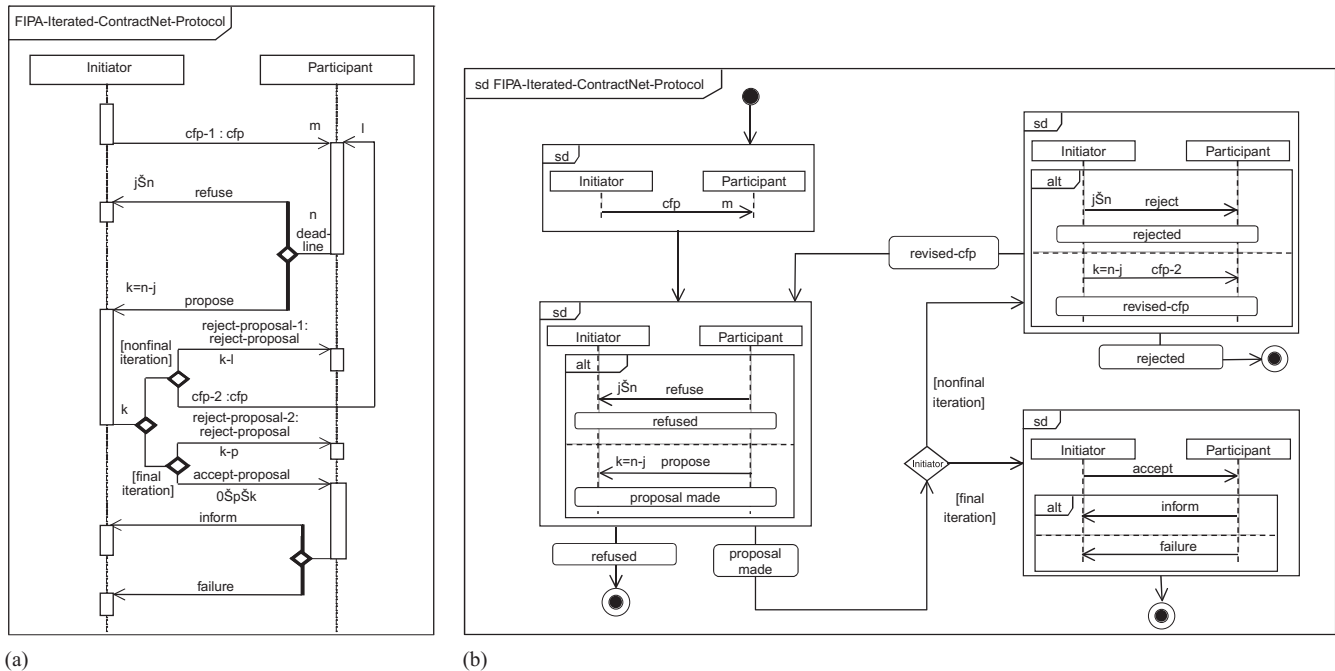 FIPA-Iterated-ContractNet-Protocol
Initiator
Participant
cfp-1 : cfp
m
l
jŠn
refuse
n
dead-
line
k=n-j
propose
reject-proposal-1:
reject-proposal
[nonfinal
iteration]
k-l
k
cfp-2 :cfp
reject-proposal-2:
reject-proposal
k-p
[final
iteration]
accept-proposal
0ŠpŠk
inform
failure
(a)
sd FIPA-Iterated-ContractNet-Protocol
sd
Initiator
Participant
cfp
m
sd
Initiator
Participant
alt
jŠn
refuse
refused
k=n-j
propose
proposal made
refused
proposal
made
revised-cfp
sd
Initiator
Participant
alt
jŠn
reject
rejected
k=n-j
cfp-2
revised-cfp
rejected
[nonfinal
iteration]
Initiator
[final
iteration]
sd
Initiator
Participant
accept
alt
inform
failure
(b)